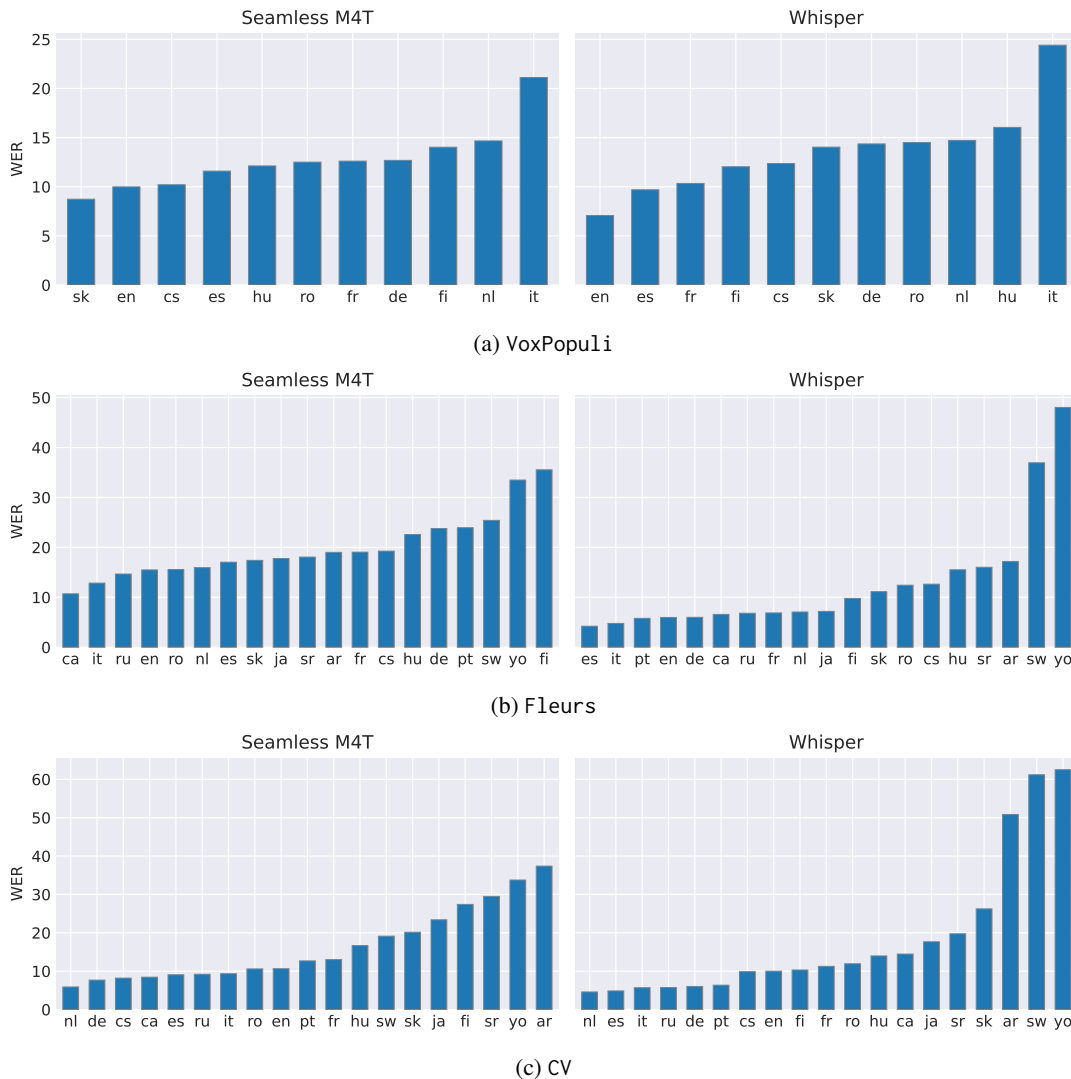 Seamless M4T Whisper
25
20
15
10
5
0
WER
sk en cs es hu ro fr de fi nl it
en es fr fi cs sk de ro nl hu it
(a) VoxPopuli
Seamless M4T Whisper
50
40
30
20
10
0
WER
ca it ru en ro nl es sk ja sr ar fr cs hu de pt sw yo fi
es it pt en de ca ru fr nl ja fi sk ro cs hu sr ar sw yo
(b) Fleurs
Seamless M4T Whisper
60
50
40
30
20
10
0
WER
nl de cs ca es ru it ro en pt fr hu sw sk ja fi sr yo ar
nl es it ru de pt cs en fi fr ro hu ca ja sr sk ar sw yo
(c) CV